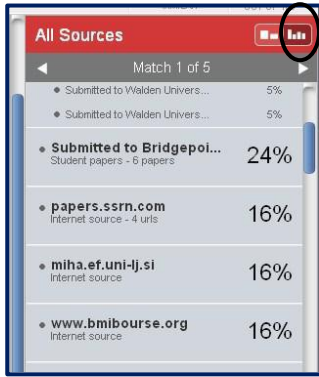 All Sources
Match 1 of 5
Submitted to Walden Univers... 5%
Submitted to Walden Univers... 5%
Submitted to Bridgepoi... 24%
Student papers - 6 papers
papers.ssrn.com 16%
Internet source - 4 urls
miha.ef.uni-lj.si 16%
Internet source
www.bmibourse.org 16%
Internet source